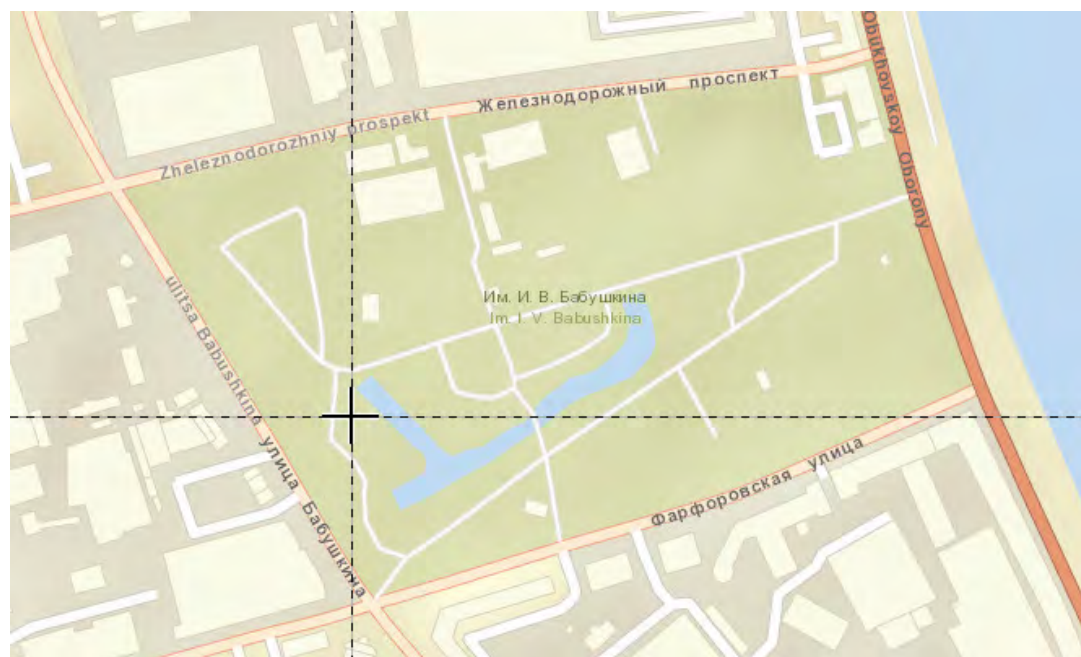 Obukhovskoy Oborony
Железнодорожный проспект
Zheleznodorozhniy prospekt
Им. И. В. Бабушкина
Im. I. V. Babushkina
ulitsa Babushkina улица Бабушкина
Фарфоровская улица